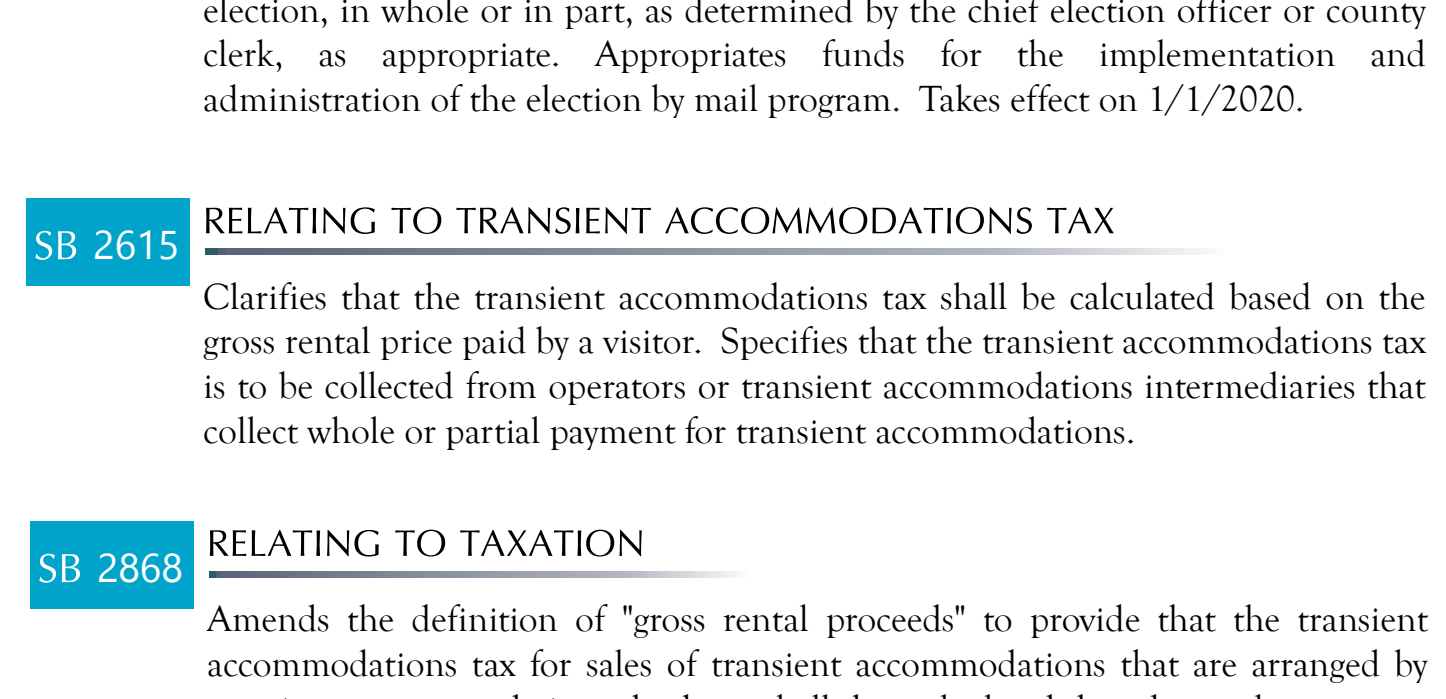 election, in whole or in part, as determined by the chief election officer or county
clerk, as appropriate. Appropriates funds for the implementation and
administration of the election by mail program. Takes effect on 1/1/2020.
SB 2615
RELATING TO TRANSIENT ACCOMMODATIONS TAX
Clarifies that the transient accommodations tax shall be calculated based on the
gross rental price paid by a visitor. Specifies that the transient accommodations tax
is to be collected from operators or transient accommodations intermediaries that
collect whole or partial payment for transient accommodations.
SB 2868
RELATING TO TAXATION
Amends the definition of "gross rental proceeds" to provide that the transient
accommodations tax for sales of transient accommodations that are arranged by